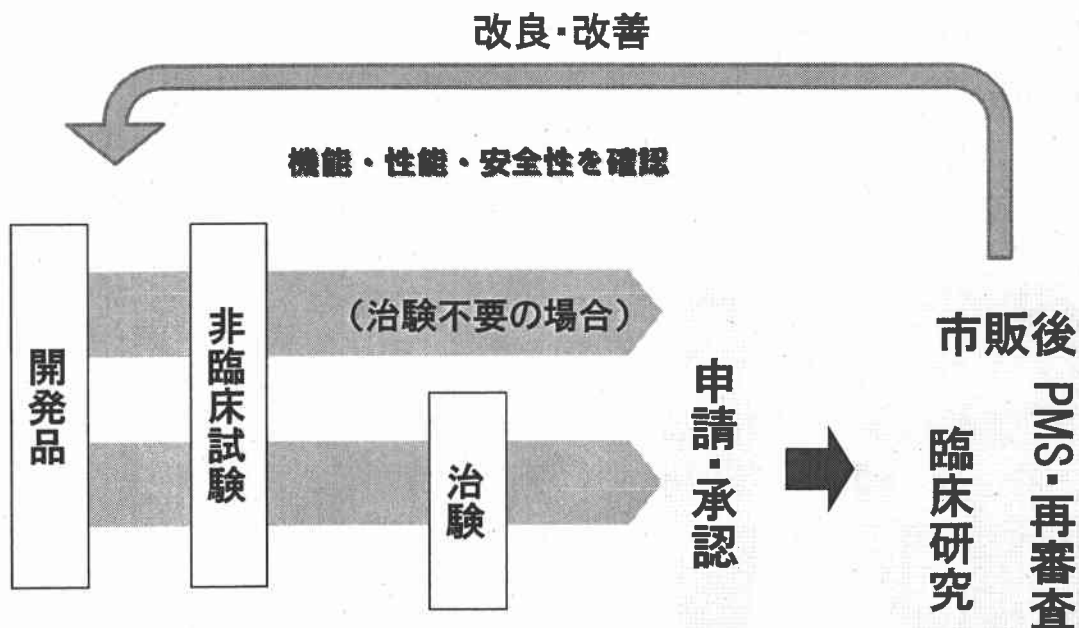 改良・改善
機能・性能・安全性を確認
開発品
非臨床試験
（治験不要の場合）
治験
申請・承認
市販後
臨床研究
PMS・再審査